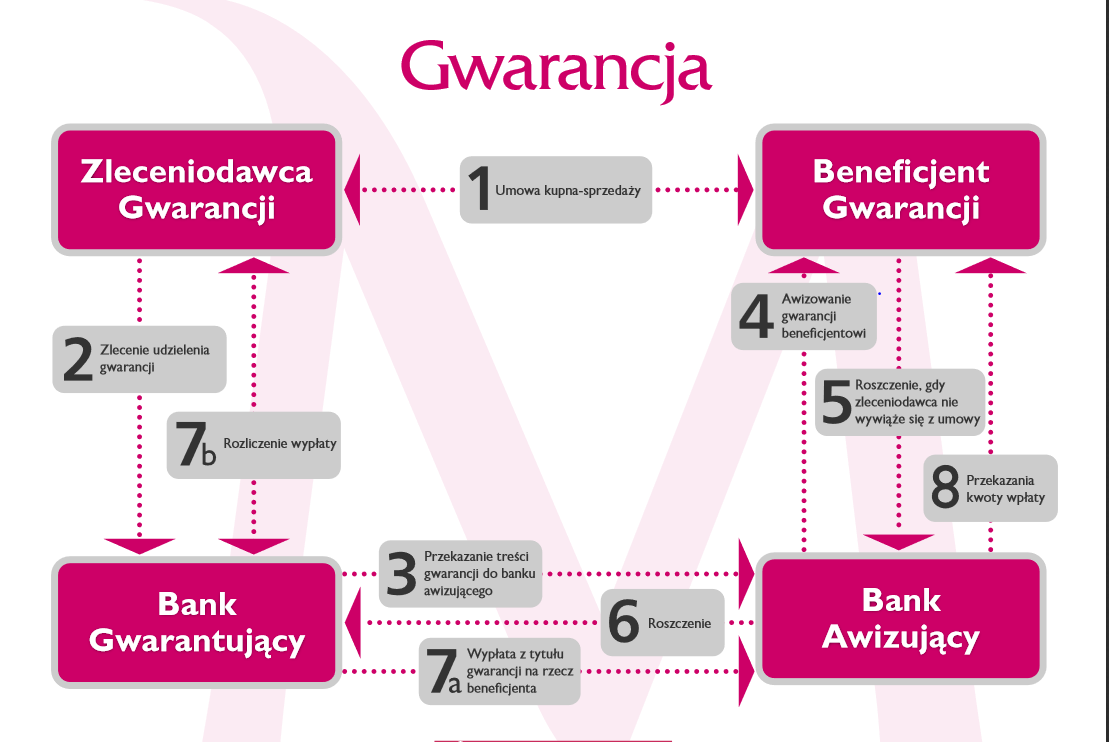 Gwarancja
Zleceniodawca
Gwarancji
1 Umowa kupna-sprzedaży
Beneficjent
Gwarancji
2 Zlecenie udzielenia
gwarancji
7b Rozliczenie wypłaty
4 Awizowanie
gwarancji
beneficjentowi
5 Roszczenie, gdy
zleceniodawca nie
wywiąże się z umowy
8 Przekazania
kwoty wpłaty
Bank
Gwarantujący
3 Przekazanie treści
gwarancji do banku
awizującego
6 Roszczenie
7a Wypłata z tytułu
gwarancji na rzecz
beneficjenta
Bank
Awizujący